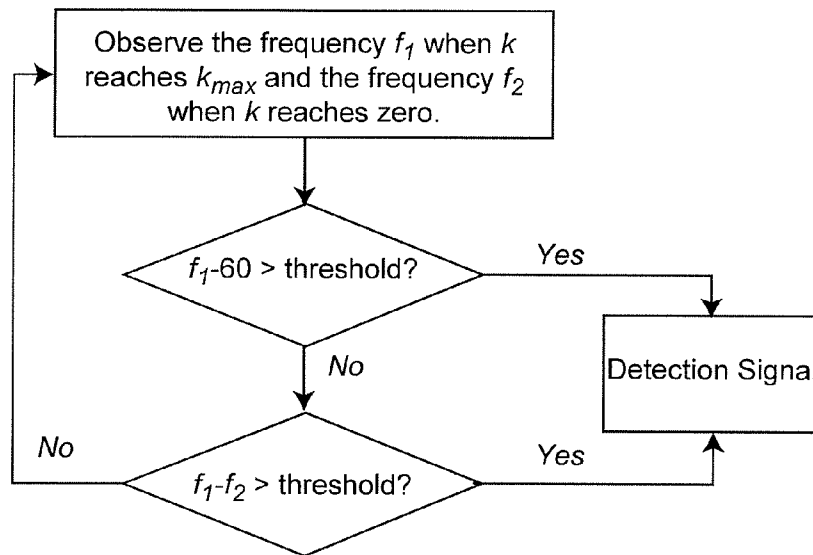 Observe the frequency f1 when k
reaches kmax and the frequency f2
when k reaches zero.
f1-60 > threshold?
Yes
Detection Signa
No
No
f1-f2 > threshold?
Yes